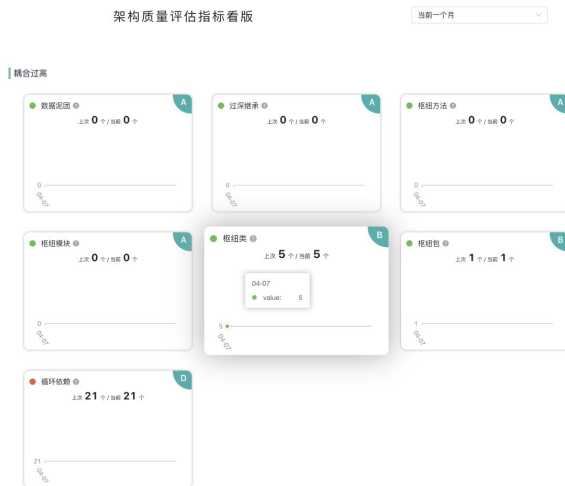 架构质量评估指标看版
当前一个月
耦合过高
数据泥团
A
上次 0 个 / 当前 0 个
0
04-07
过深继承
A
上次 0 个 / 当前 0 个
0
04-07
枢纽方法
A
上次 0 个 / 当前 0 个
0
04-07
枢纽模块
A
上次 0 个 / 当前 0 个
0
04-07
枢纽类
B
上次 5 个 / 当前 5 个
04-07
value: 5
5
04-07
枢纽包
B
上次 1 个 / 当前 1 个
1
04-07
循环依赖
D
上次 21 个 / 当前 21 个
21
04-07